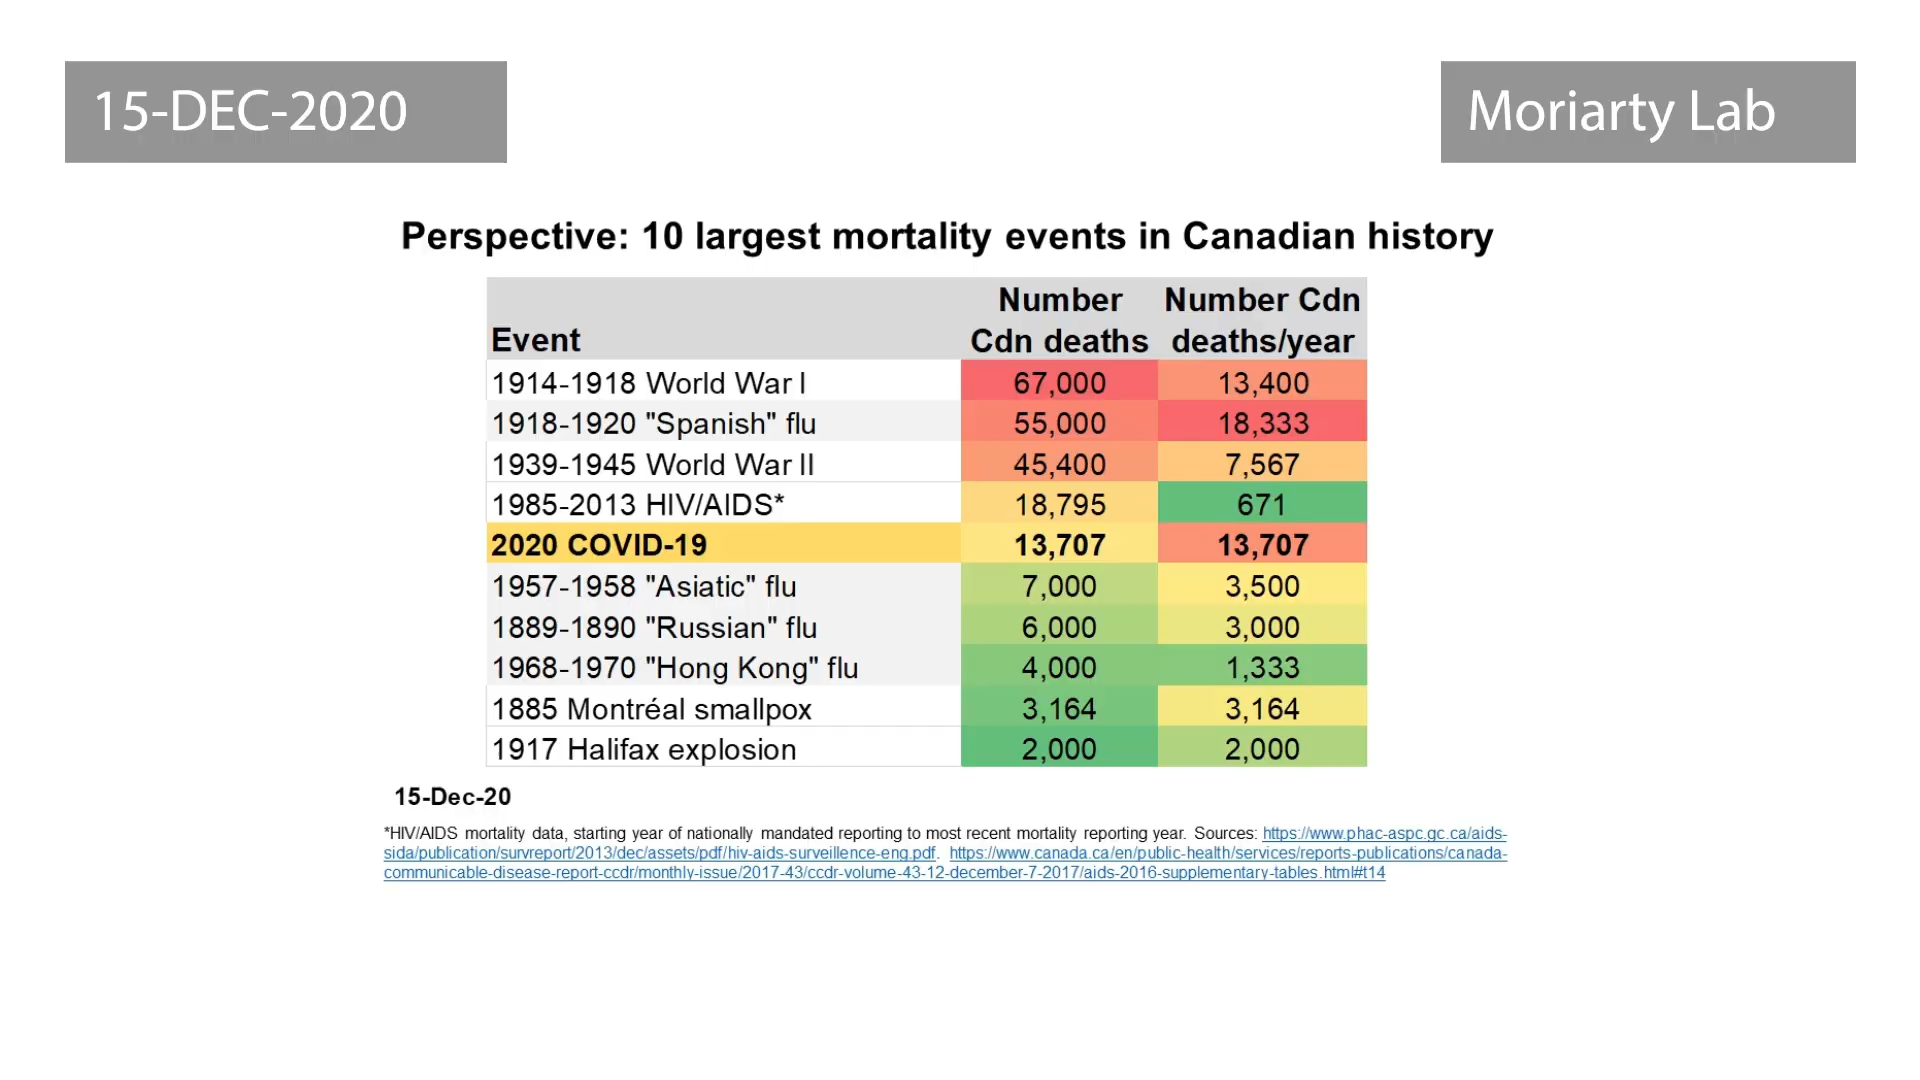 15-DEC-2020
Moriarty Lab
Perspective: 10 largest mortality events in Canadian history
Event Number Cdn deaths Number Cdn deaths/year
1914-1918 World War I 67,000 13,400
1918-1920 "Spanish" flu 55,000 18,333
1939-1945 World War II 45,400 7,567
1985-2013 HIV/AIDS* 18,795 671
2020 COVID-19 13,707 13,707
1957-1958 "Asiatic" flu 7,000 3,500
1889-1890 "Russian" flu 6,000 3,000
1968-1970 "Hong Kong" flu 4,000 1,333
1885 Montréal smallpox 3,164 3,164
1917 Halifax explosion 2,000 2,000
15-Dec-20
*HIV/AIDS mortality data, starting year of nationally mandated reporting to most recent mortality reporting year. Sources: https://www.phac-aspc.gc.ca/aids-
sida/publication/survreport/2013/dec/assets/pdf/hiv-aids-surveillence-eng.pdf. https://www.canada.ca/en/public-health/services/reports-publications/canada-
communicable-disease-report-ccdr/monthly-issue/2017-43/ccdr-volume-43-12-december-7-2017/aids-2016-supplementary-tables.html#t14